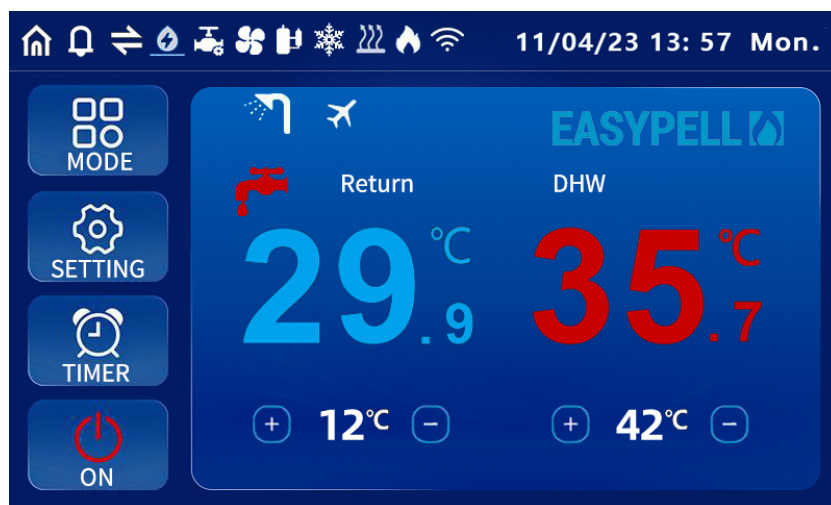 11/04/23 13: 57 Mon.
MODE
SETTING
TIMER
ON
EASYPELL
Return DHW
29.9℃ 35.7℃
+ 12℃ − + 42℃ −